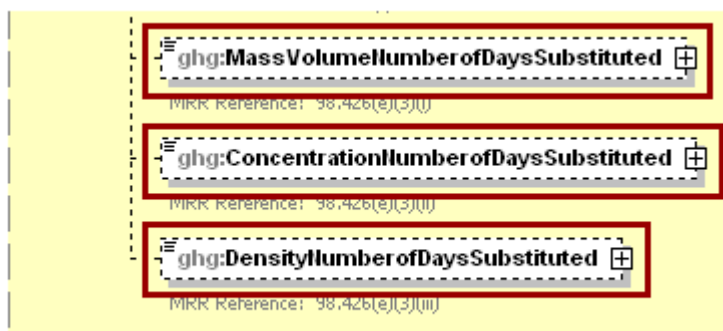 ghg:MassVolumeNumberofDaysSubstituted
MRR Reference: 98.426(e)(3)(i)
ghg:ConcentrationNumberofDaysSubstituted
MRR Reference: 98.426(e)(3)(ii)
ghg:DensityNumberofDaysSubstituted
MRR Reference: 98.426(e)(3)(iii)